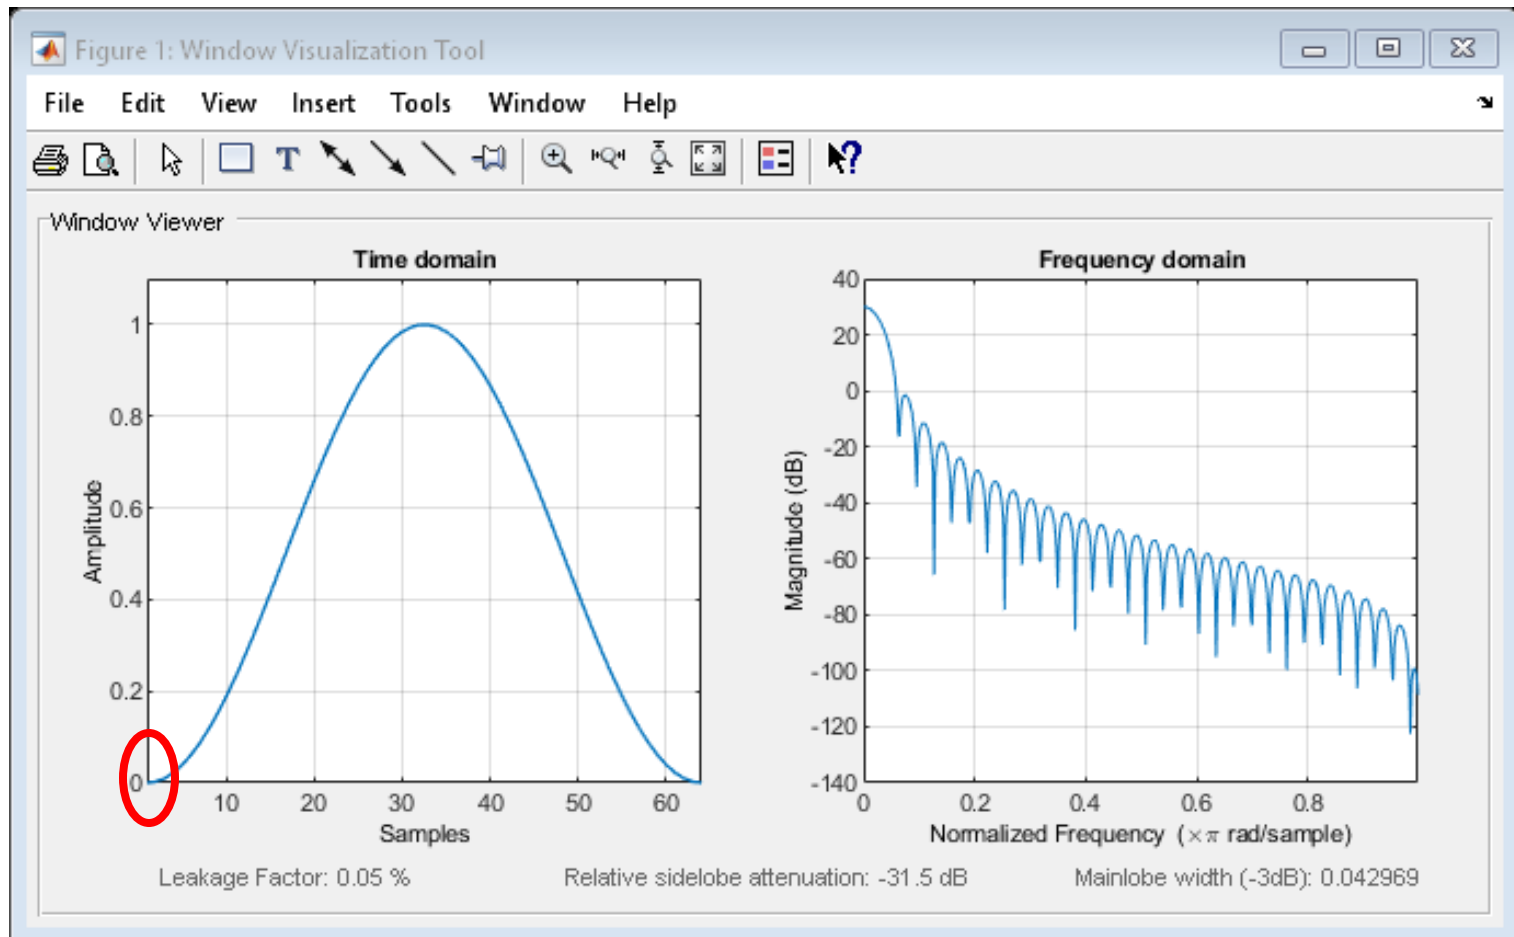 Figure 1: Window Visualization Tool
File Edit View Insert Tools Window Help
T ?
Window Viewer
Time domain
1
0.8
0.6
0.4
0.2
0
10 20 30 40 50 60
Amplitude
Samples
Frequency domain
40
20
0
-20
-40
-60
-80
-100
-120
-140
0 0.2 0.4 0.6 0.8
Magnitude (dB)
Normalized Frequency (×π rad/sample)
Leakage Factor: 0.05 % Relative sidelobe attenuation: -31.5 dB Mainlobe width (-3dB): 0.042969